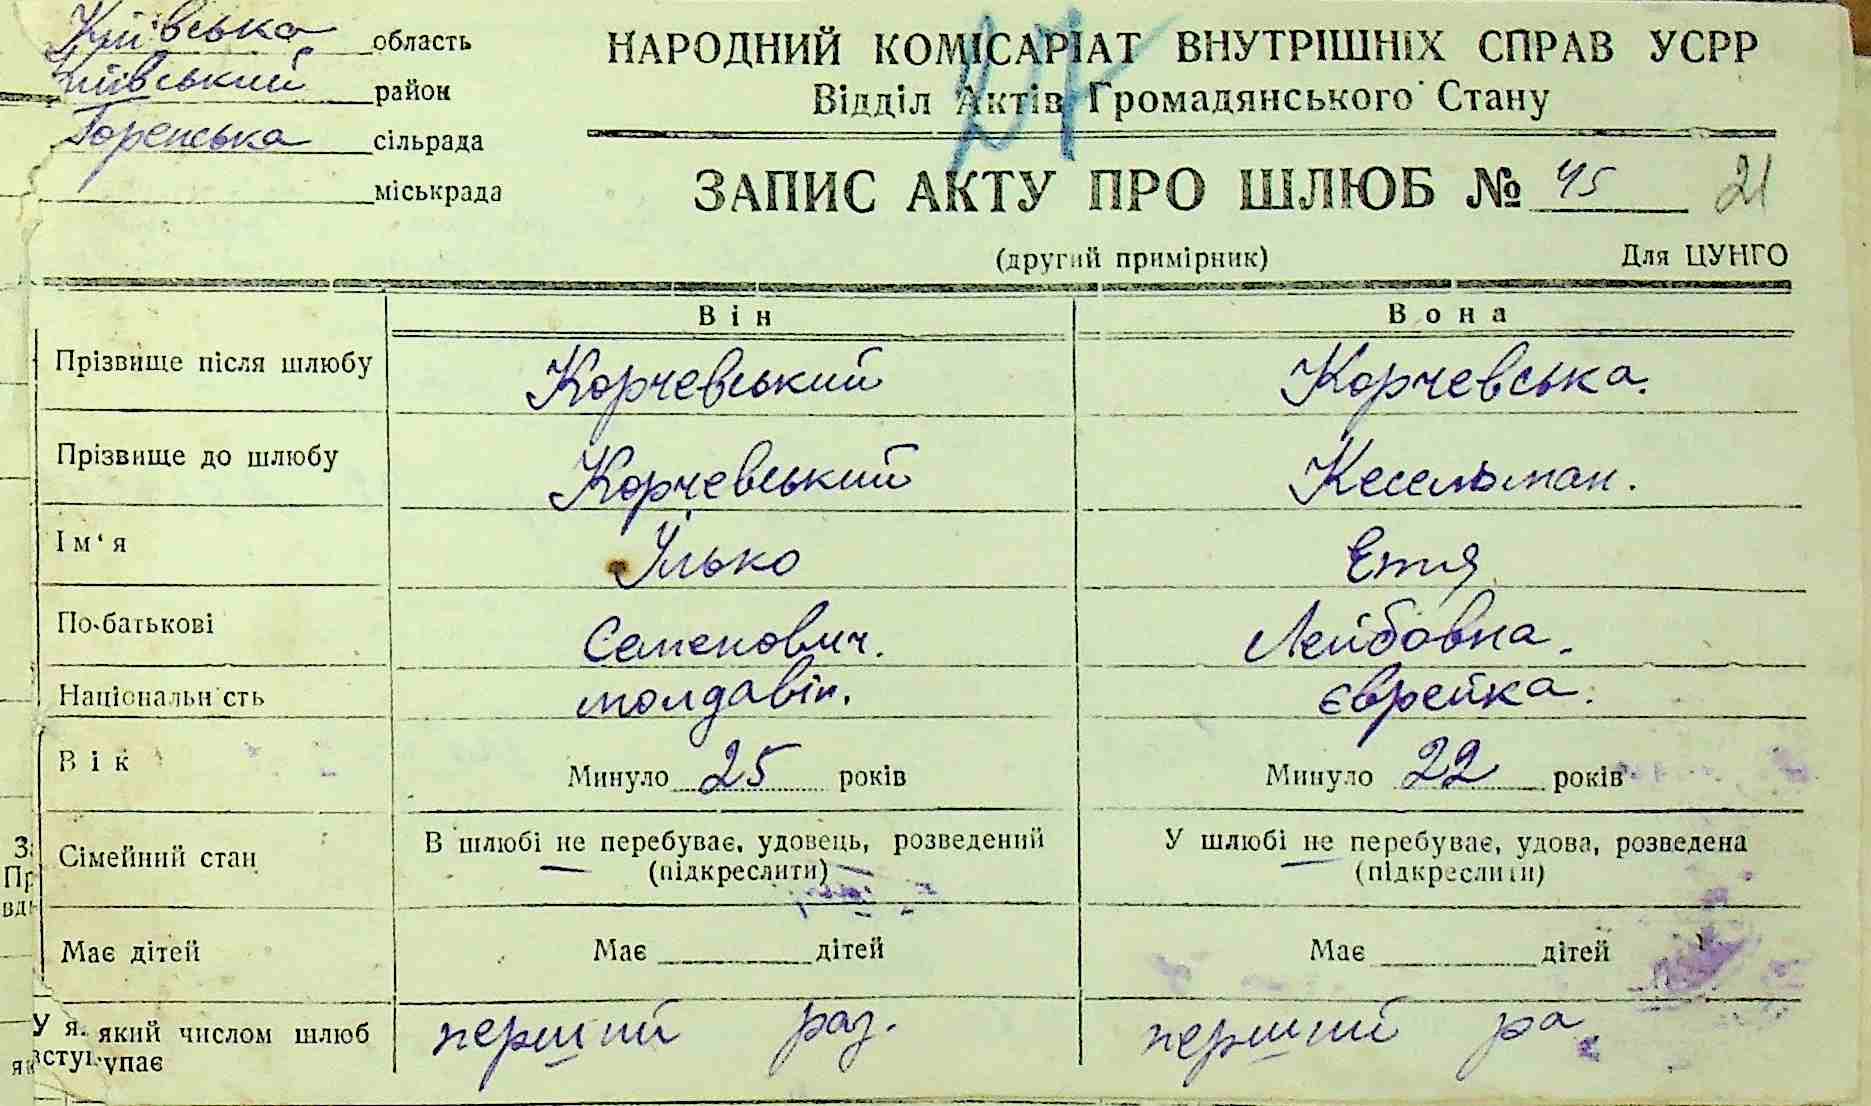 Київська область
Київський район
Горенська сільрада
міськрада
НАРОДНИЙ КОМІСАРІАТ ВНУТРІШНІХ СПРАВ УСРР
Відділ Актів Громадянського Стану
ЗАПИС АКТУ ПРО ШЛЮБ № 45 21
(другий примірник) Для ЦУНГО
Він Вона
Прізвище після шлюбу Корчевський Корчевська.
Прізвище до шлюбу Корчевський Кесельман.
Ім'я Ілько Етя
По-батькові Семенович. Лейбовна.
Національність молдавін. єврейка.
Вік Минуло 25 років Минуло 22 років
Сімейний стан В шлюбі не перебуває, удовець, розведений У шлюбі не перебуває, удова, розведена
(підкреслити) (підкреслити)
Має дітей Має дітей Має дітей
який числом шлюб перший раз. перший ра
упає